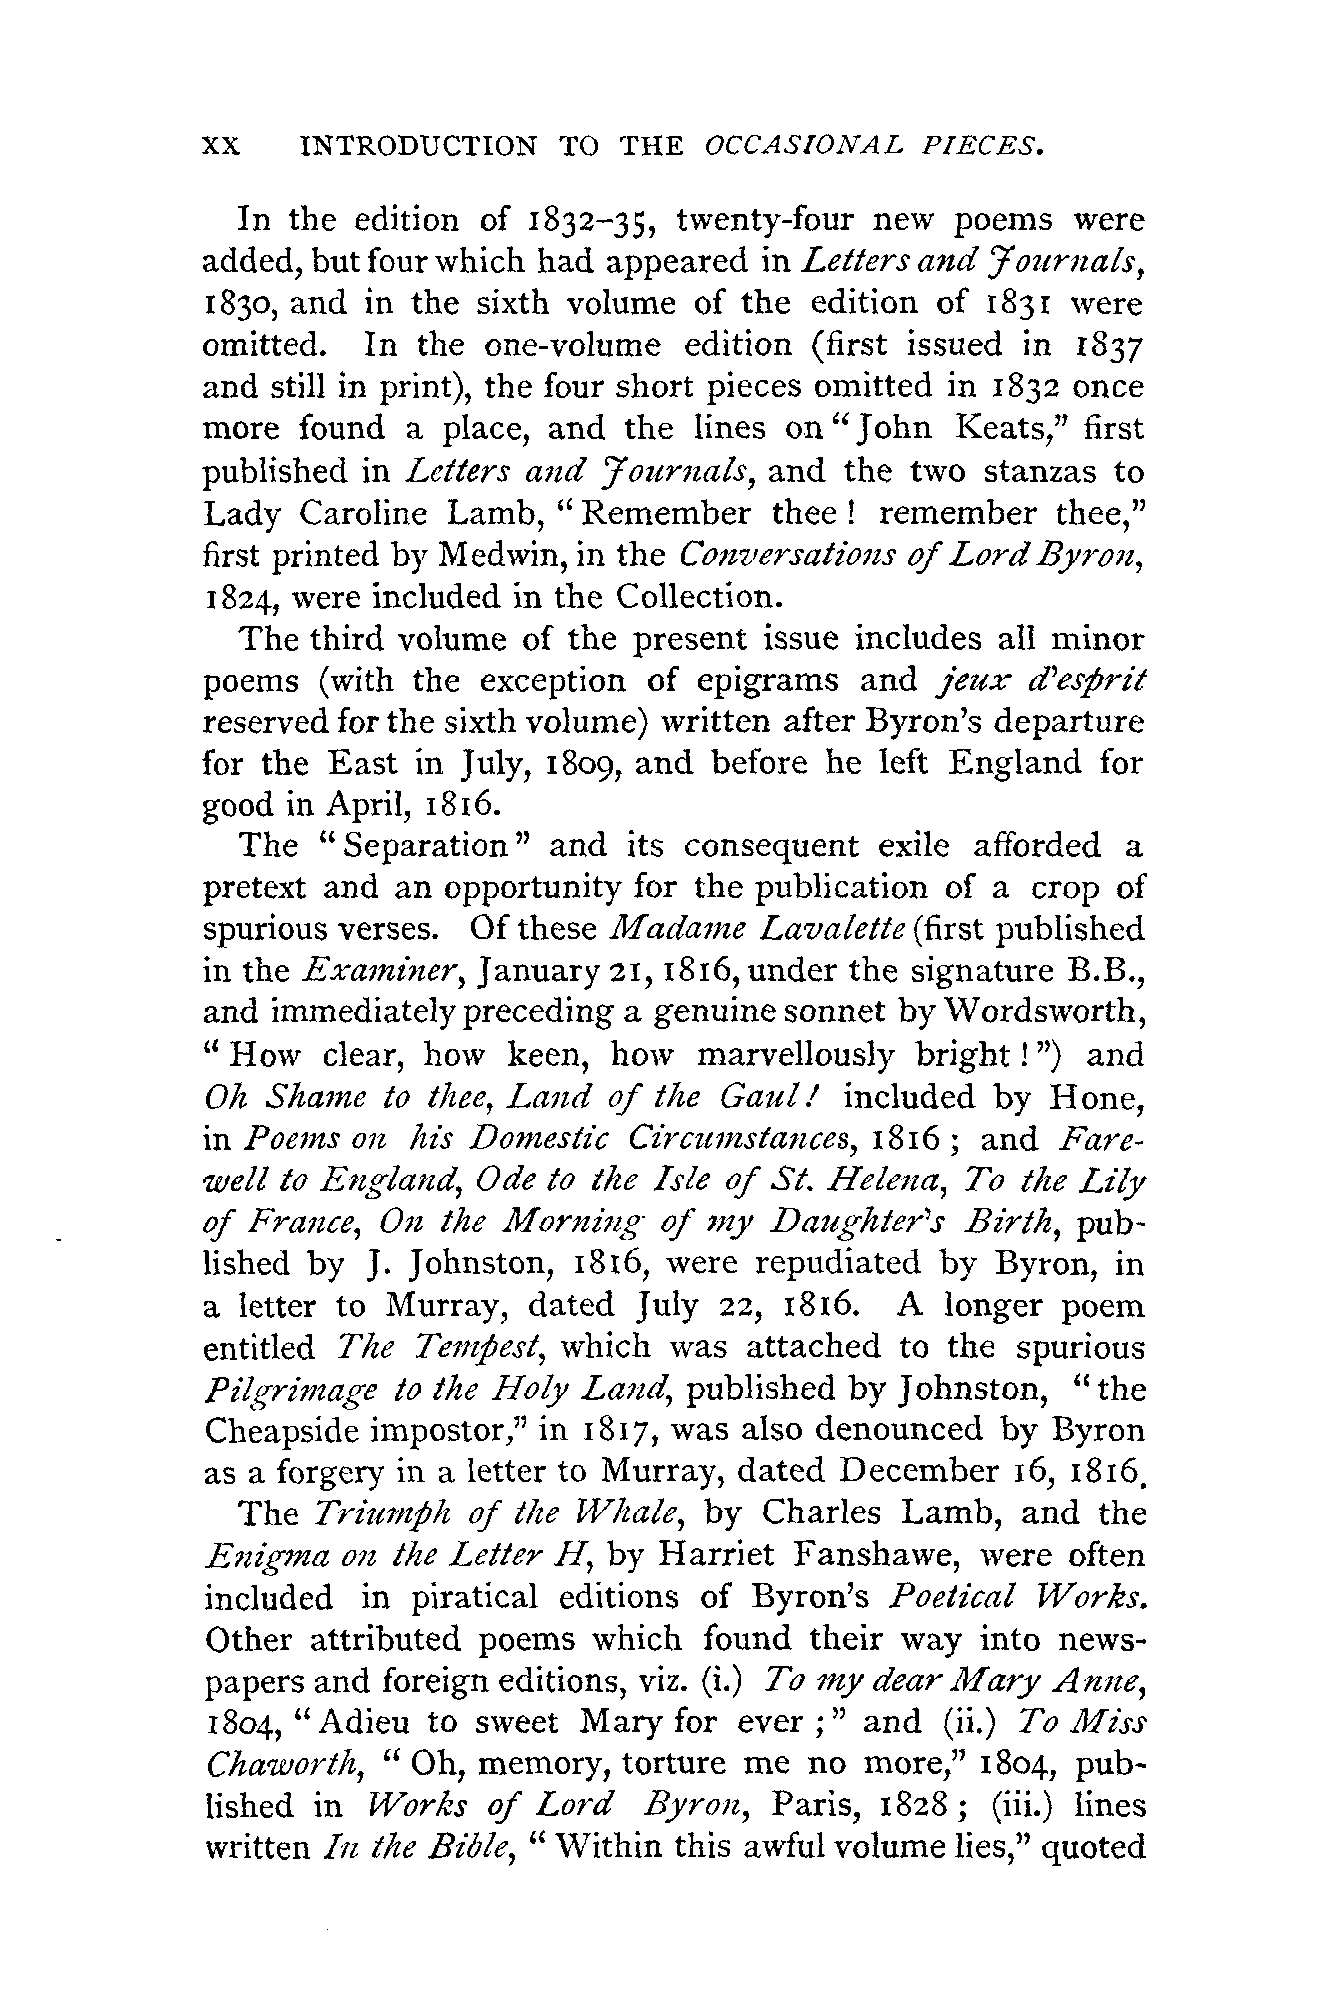 xx INTRODUCTION TO THE OCCASIONAL PIECES.
In the edition of 1832–35, twenty-four new poems were
added, but four which had appeared in Letters and Journals,
1830, and in the sixth volume of the edition of 1831 were
omitted. In the one-volume edition (first issued in 1837
and still in print), the four short pieces omitted in 1832 once
more found a place, and the lines on "John Keats," first
published in Letters and Journals, and the two stanzas to
Lady Caroline Lamb, "Remember thee! remember thee,"
first printed by Medwin, in the Conversations of Lord Byron,
1824, were included in the Collection.
The third volume of the present issue includes all minor
poems (with the exception of epigrams and jeux d'esprit
reserved for the sixth volume) written after Byron's departure
for the East in July, 1809, and before he left England for
good in April, 1816.
The "Separation" and its consequent exile afforded a
pretext and an opportunity for the publication of a crop of
spurious verses. Of these Madame Lavalette (first published
in the Examiner, January 21, 1816, under the signature B.B.,
and immediately preceding a genuine sonnet by Wordsworth,
"How clear, how keen, how marvellously bright!") and
Oh Shame to thee, Land of the Gaul! included by Hone,
in Poems on his Domestic Circumstances, 1816; and Fare-
well to England, Ode to the Isle of St. Helena, To the Lily
of France, On the Morning of my Daughter's Birth, pub-
lished by J. Johnston, 1816, were repudiated by Byron, in
a letter to Murray, dated July 22, 1816. A longer poem
entitled The Tempest, which was attached to the spurious
Pilgrimage to the Holy Land, published by Johnston, "the
Cheapside impostor," in 1817, was also denounced by Byron
as a forgery in a letter to Murray, dated December 16, 1816.
The Triumph of the Whale, by Charles Lamb, and the
Enigma on the Letter H, by Harriet Fanshawe, were often
included in piratical editions of Byron's Poetical Works.
Other attributed poems which found their way into news-
papers and foreign editions, viz. (i.) To my dear Mary Anne,
1804, "Adieu to sweet Mary for ever;" and (ii.) To Miss
Chaworth, "Oh, memory, torture me no more," 1804, pub-
lished in Works of Lord Byron, Paris, 1828; (iii.) lines
written In the Bible, "Within this awful volume lies," quoted